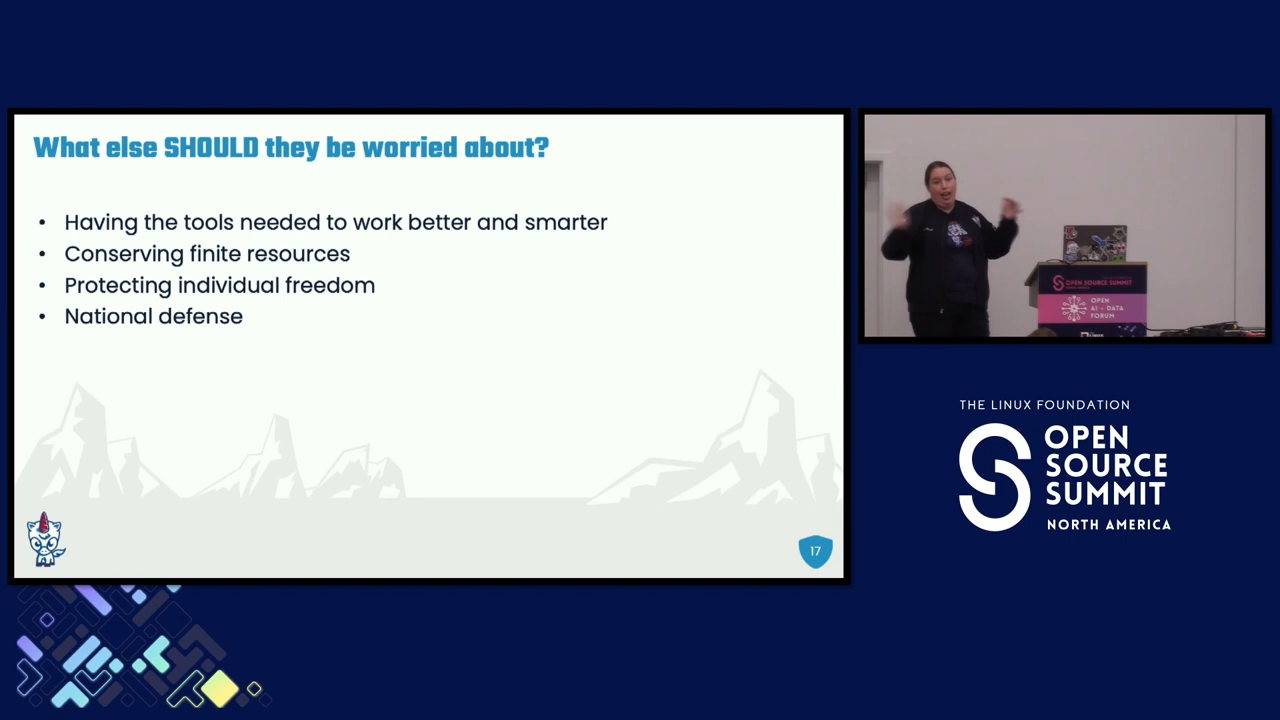 What else SHOULD they be worried about?
• Having the tools needed to work better and smarter
• Conserving finite resources
• Protecting individual freedom
• National defense
17
OPEN SOURCE SUMMIT
OPEN
AI + DATA
FORUM
THE LINUX FOUNDATION
OPEN
SOURCE
SUMMIT
NORTH AMERICA